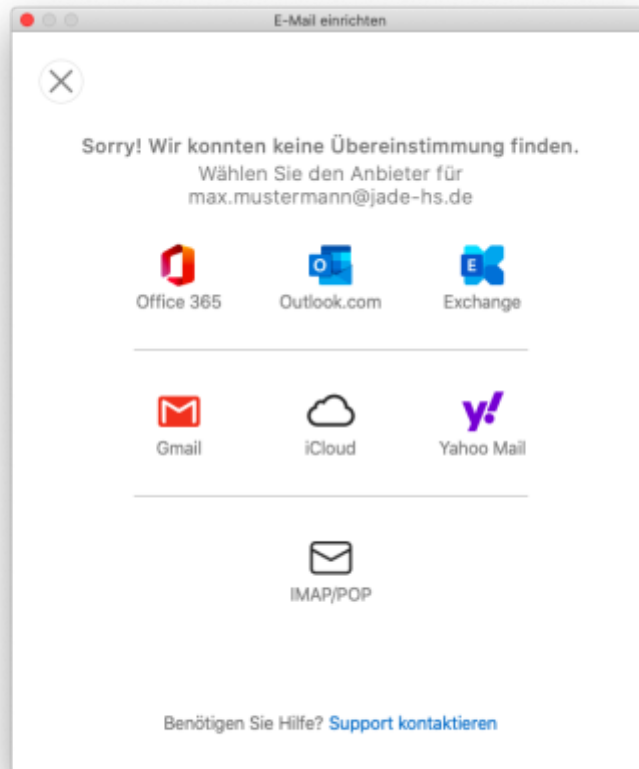 E-Mail einrichten
Sorry! Wir konnten keine Übereinstimmung finden.
Wählen Sie den Anbieter für
max.mustermann@jade-hs.de
Office 365
Outlook.com
Exchange
Gmail
iCloud
Yahoo Mail
IMAP/POP
Benötigen Sie Hilfe? Support kontaktieren